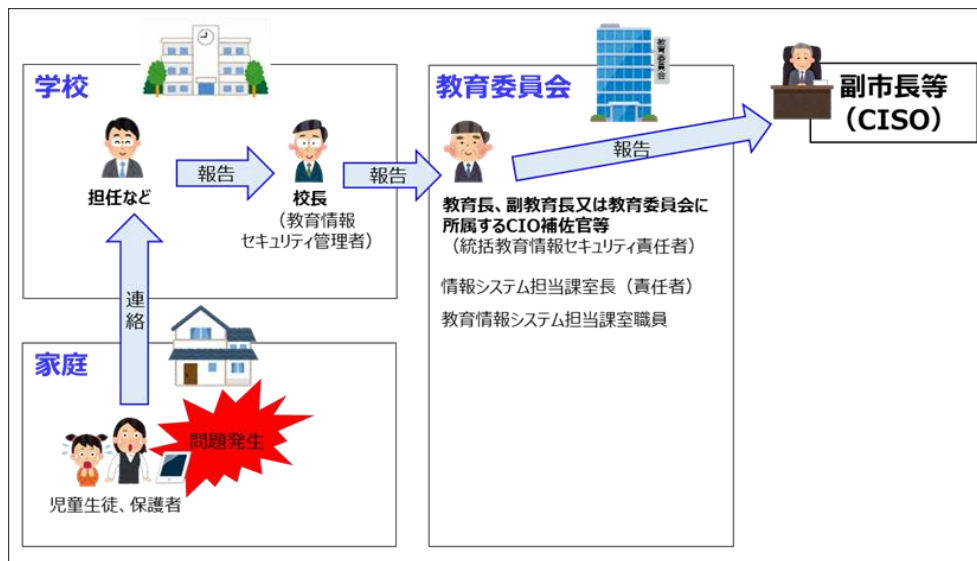 学校
教育委員会
教育委員会
副市長等
（CISO）
報告
報告
報告
担任など
校長
（教育情報
セキュリティ管理者）
教育長、副教育長又は教育委員会に
所属するCIO補佐官等
（統括教育情報セキュリティ責任者）
情報システム担当課室長（責任者）
教育情報システム担当課室職員
連絡
家庭
問題発生
児童生徒、保護者